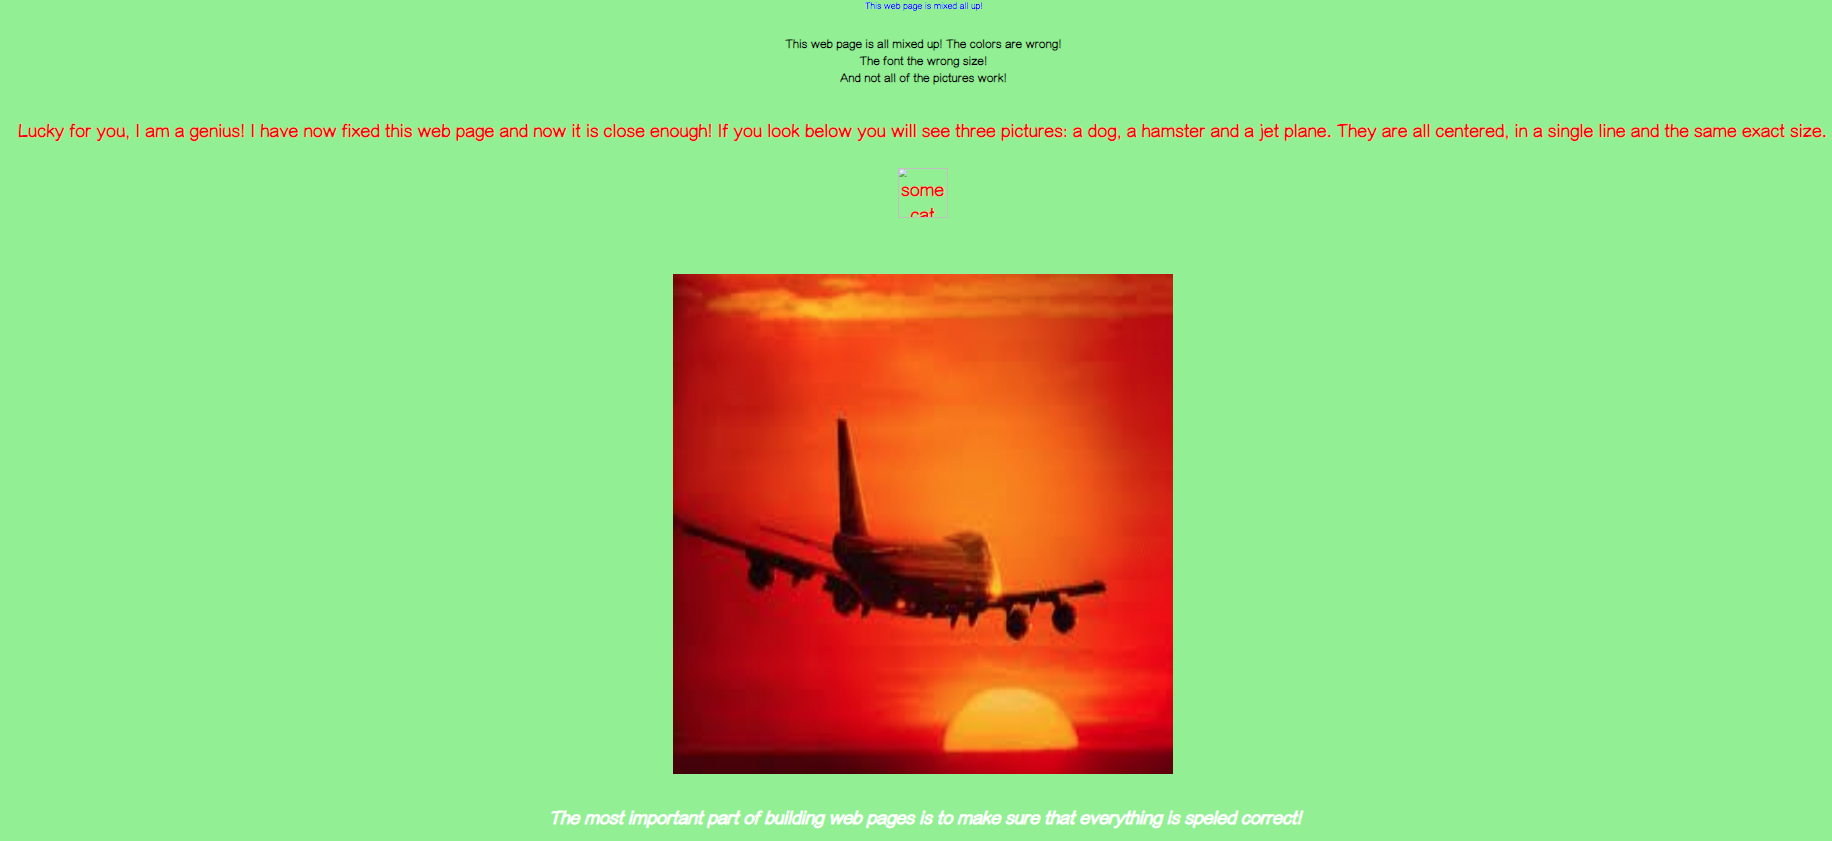 This web page is mixed all up!
This web page is all mixed up! The colors are wrong!
The font the wrong size!
And not all of the pictures work!
Lucky for you, I am a genius! I have now fixed this web page and now it is close enough! If you look below you will see three pictures: a dog, a hamster and a jet plane. They are all centered, in a single line and the same exact size.
some
cat
The most important part of building web pages is to make sure that everything is speled correct!